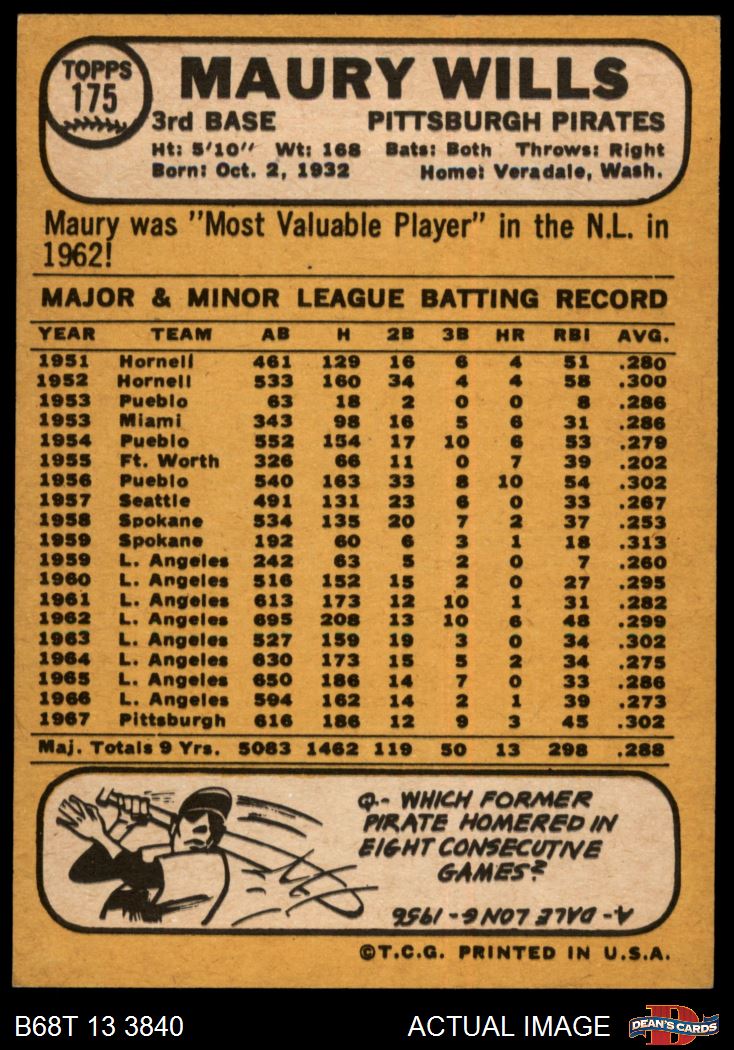 TOPPS
175
MAURY WILLS
3rd BASE PITTSBURGH PIRATES
Ht: 5'10" Wt: 168 Bats: Both Throws: Right
Born: Oct. 2, 1932 Home: Veradale, Wash.
Maury was "Most Valuable Player" in the N.L. in
1962!
MAJOR & MINOR LEAGUE BATTING RECORD
YEAR TEAM AB H 2B 3B HR RBI AVG.
1951 Hornell 461 129 16 6 4 51 .280
1952 Hornell 533 160 34 4 4 58 .300
1953 Pueblo 63 18 2 0 0 8 .286
1953 Miami 343 98 16 5 6 31 .286
1954 Pueblo 552 154 17 10 6 53 .279
1955 Ft. Worth 326 66 11 0 7 39 .202
1956 Pueblo 540 163 33 8 10 54 .302
1957 Seattle 491 131 23 6 0 33 .267
1958 Spokane 534 135 20 7 2 37 .253
1959 Spokane 192 60 6 3 1 18 .313
1959 L. Angeles 242 63 5 2 0 7 .260
1960 L. Angeles 516 152 15 2 0 27 .295
1961 L. Angeles 613 173 12 10 1 31 .282
1962 L. Angeles 695 208 13 10 6 48 .299
1963 L. Angeles 527 159 19 3 0 34 .302
1964 L. Angeles 630 173 15 5 2 34 .275
1965 L. Angeles 650 186 14 7 0 33 .286
1966 L. Angeles 594 162 14 2 1 39 .273
1967 Pittsburgh 616 186 12 9 3 45 .302
Maj. Totals 9 Yrs. 5083 1462 119 50 13 298 .288
Q.- WHICH FORMER
PIRATE HOMERED IN
EIGHT CONSECUTIVE
GAMES?
A- DALE LONG - 1956
©T.C.G. PRINTED IN U.S.A.
B68T 13 3840 ACTUAL IMAGE DEAN'S CARDS